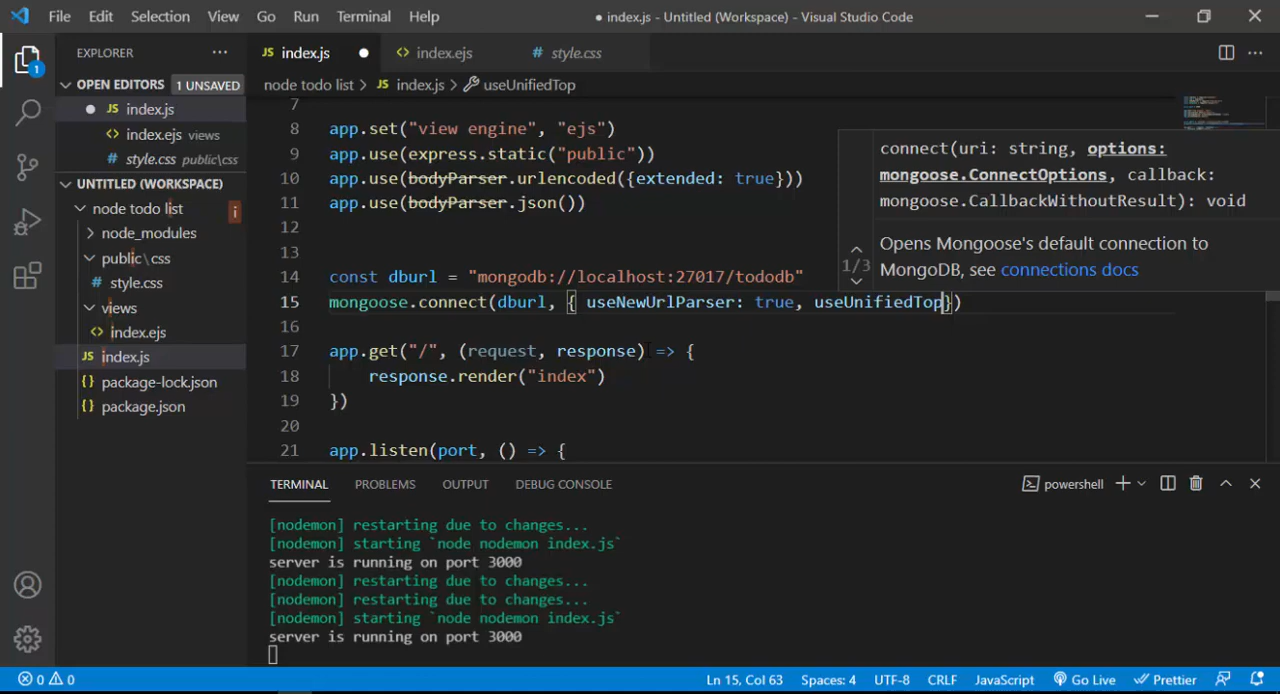 File Edit Selection View Go Run Terminal Help
● index.js - Untitled (Workspace) - Visual Studio Code
1
EXPLORER
OPEN EDITORS 1 UNSAVED
● JS index.js
<> index.ejs views
# style.css public\css
UNTITLED (WORKSPACE)
node todo list
i
node_modules
public\css
# style.css
views
<> index.ejs
JS index.js
{} package-lock.json
{} package.json
JS index.js ● <> index.ejs # style.css
node todo list > JS index.js > useUnifiedTop
7
8 app.set("view engine", "ejs")
9 app.use(express.static("public"))
10 app.use(bodyParser.urlencoded({extended: true}))
11 app.use(bodyParser.json())
12
13
14 const dburl = "mongodb://localhost:27017/tododb"
15 mongoose.connect(dburl, { useNewUrlParser: true, useUnifiedTop})
16
17 app.get("/", (request, response) => {
18 response.render("index")
19 })
20
21 app.listen(port, () => {
1/3
connect(uri: string, options:
mongoose.ConnectOptions, callback:
mongoose.CallbackWithoutResult): void
Opens Mongoose's default connection to
MongoDB, see connections docs
TERMINAL PROBLEMS OUTPUT DEBUG CONSOLE
powershell
[nodemon] restarting due to changes...
[nodemon] starting `node nodemon index.js`
server is running on port 3000
[nodemon] restarting due to changes...
[nodemon] restarting due to changes...
[nodemon] starting `node nodemon index.js`
server is running on port 3000
0 0 Ln 15, Col 63 Spaces: 4 UTF-8 CRLF JavaScript Go Live Prettier